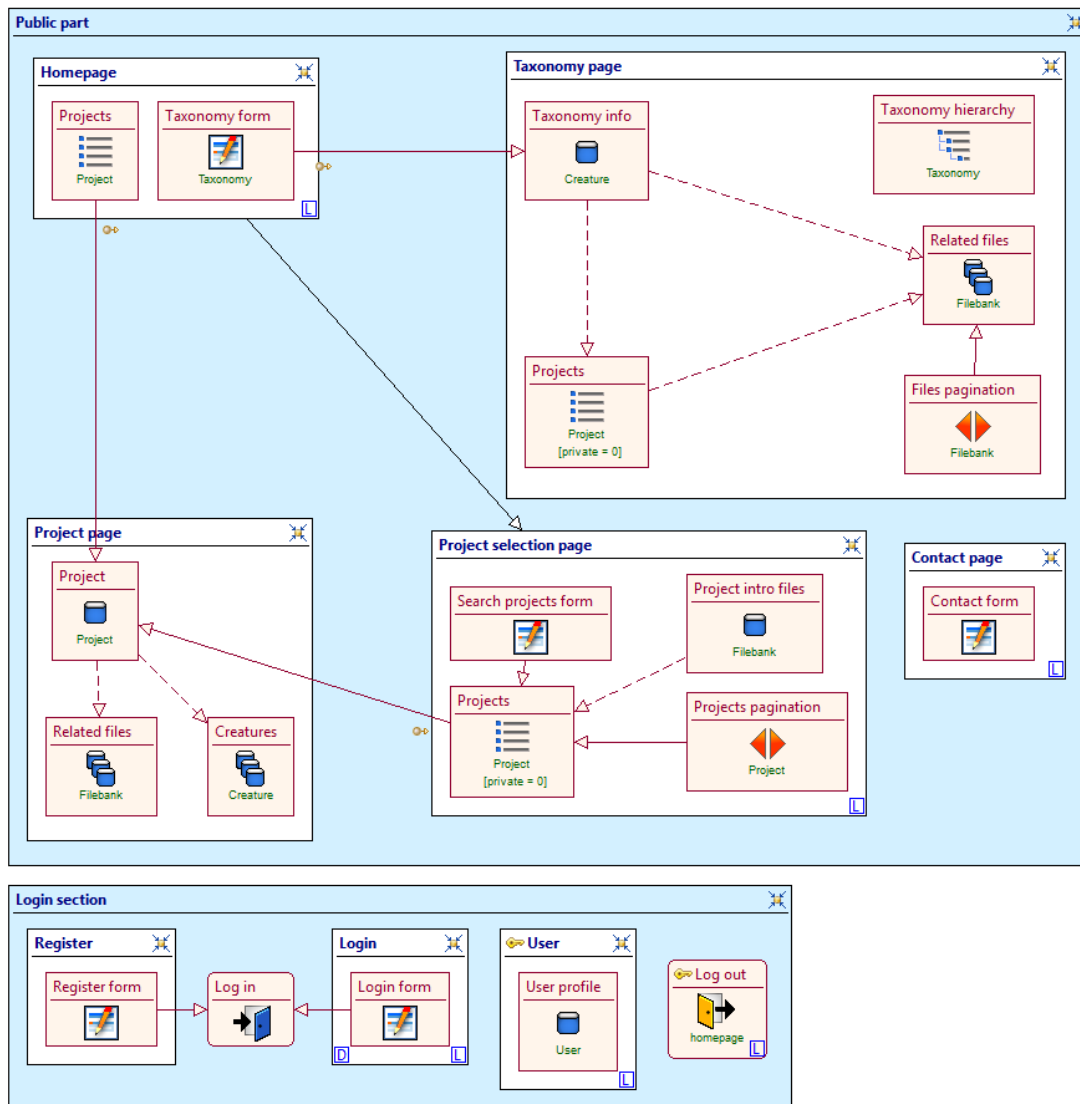 Public part
Homepage
Projects
Project
Taxonomy form
Taxonomy
L
Taxonomy page
Taxonomy info
Creature
Taxonomy hierarchy
Taxonomy
Related files
Filebank
Projects
Project
[private = 0]
Files pagination
Filebank
Project page
Project
Project
Related files
Filebank
Creatures
Creature
Project selection page
Search projects form
Project intro files
Filebank
Projects
Project
[private = 0]
Projects pagination
Project
L
Contact page
Contact form
L
Login section
Register
Register form
Log in
Login
Login form
D
L
User
User profile
User
L
Log out
homepage
L